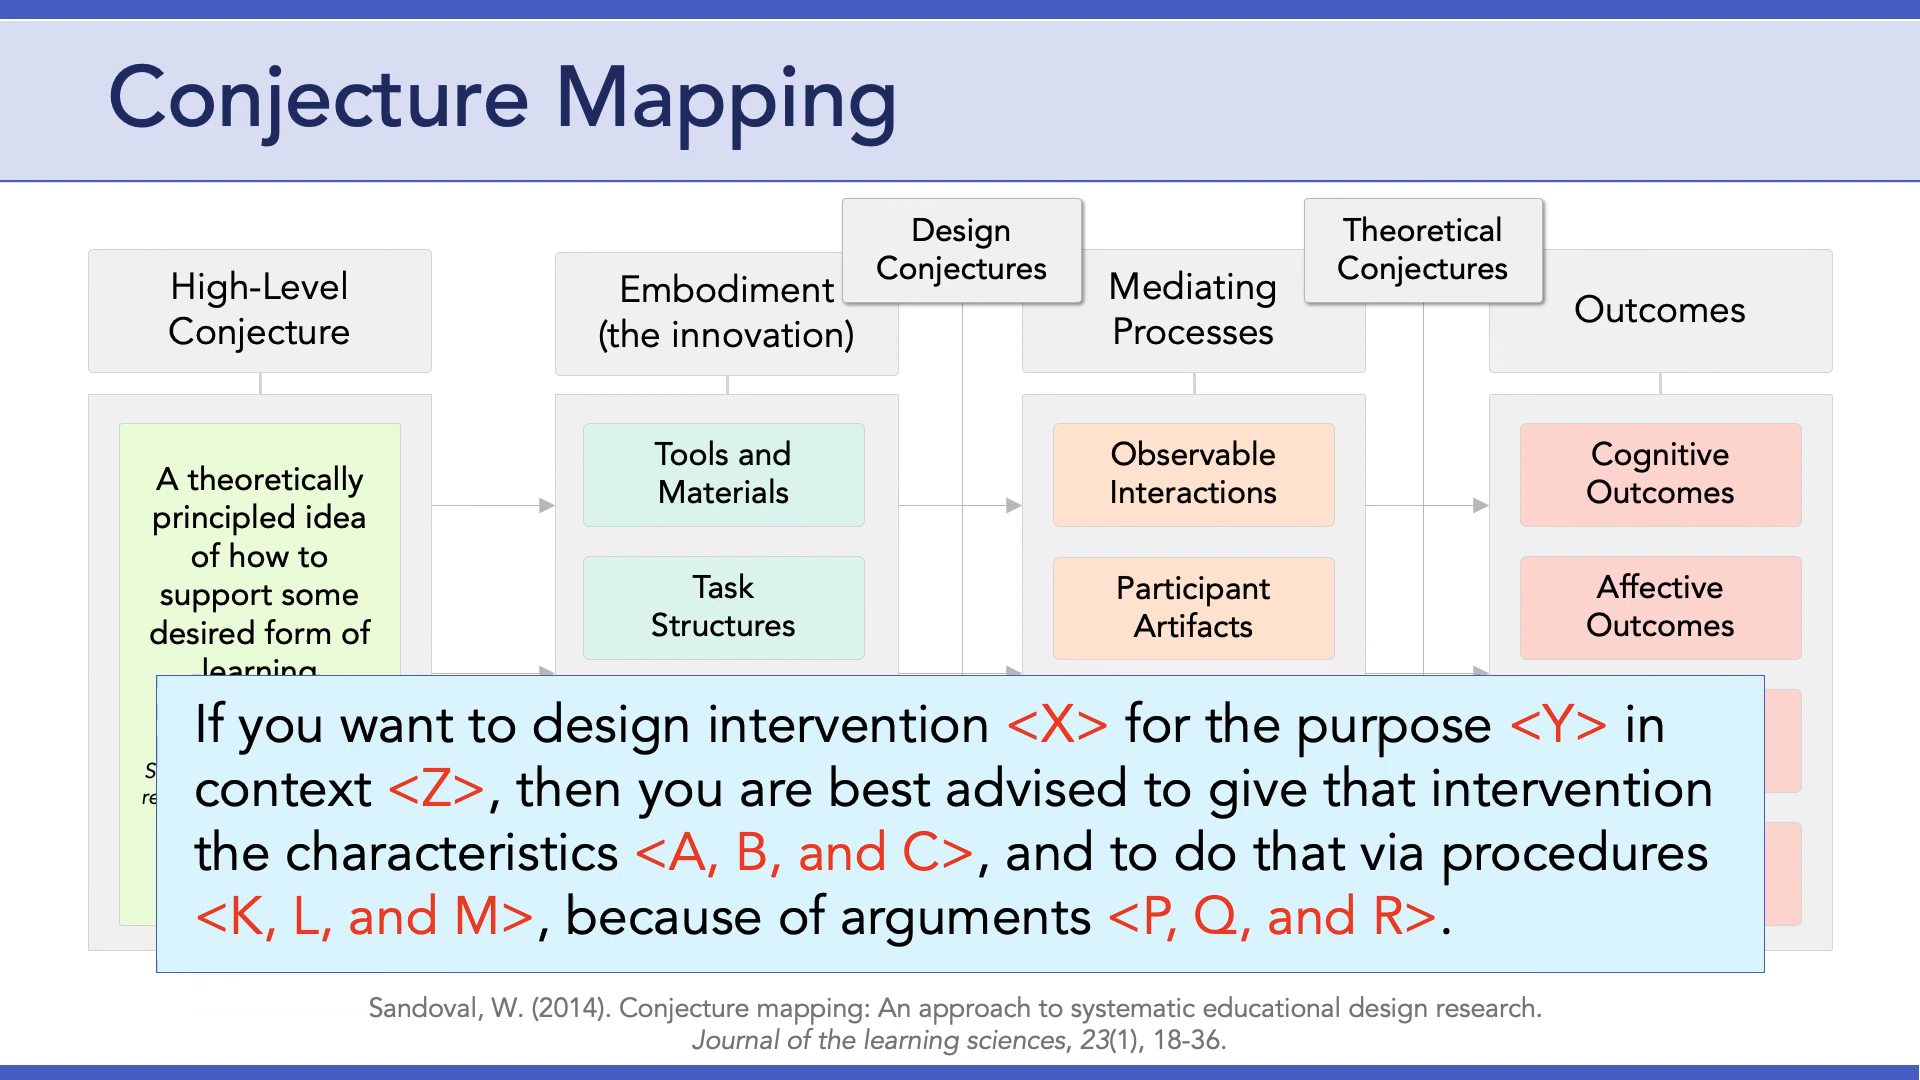 Conjecture Mapping
Design
Conjectures
Theoretical
Conjectures
High-Level
Conjecture
Embodiment
(the innovation)
Mediating
Processes
Outcomes
A theoretically
principled idea
of how to
support some
desired form of
learning
Tools and
Materials
Task
Structures
Observable
Interactions
Participant
Artifacts
Cognitive
Outcomes
Affective
Outcomes
If you want to design intervention <X> for the purpose <Y> in
context <Z>, then you are best advised to give that intervention
the characteristics <A, B, and C>, and to do that via procedures
<K, L, and M>, because of arguments <P, Q, and R>.
Sandoval, W. (2014). Conjecture mapping: An approach to systematic educational design research.
Journal of the learning sciences, 23(1), 18-36.